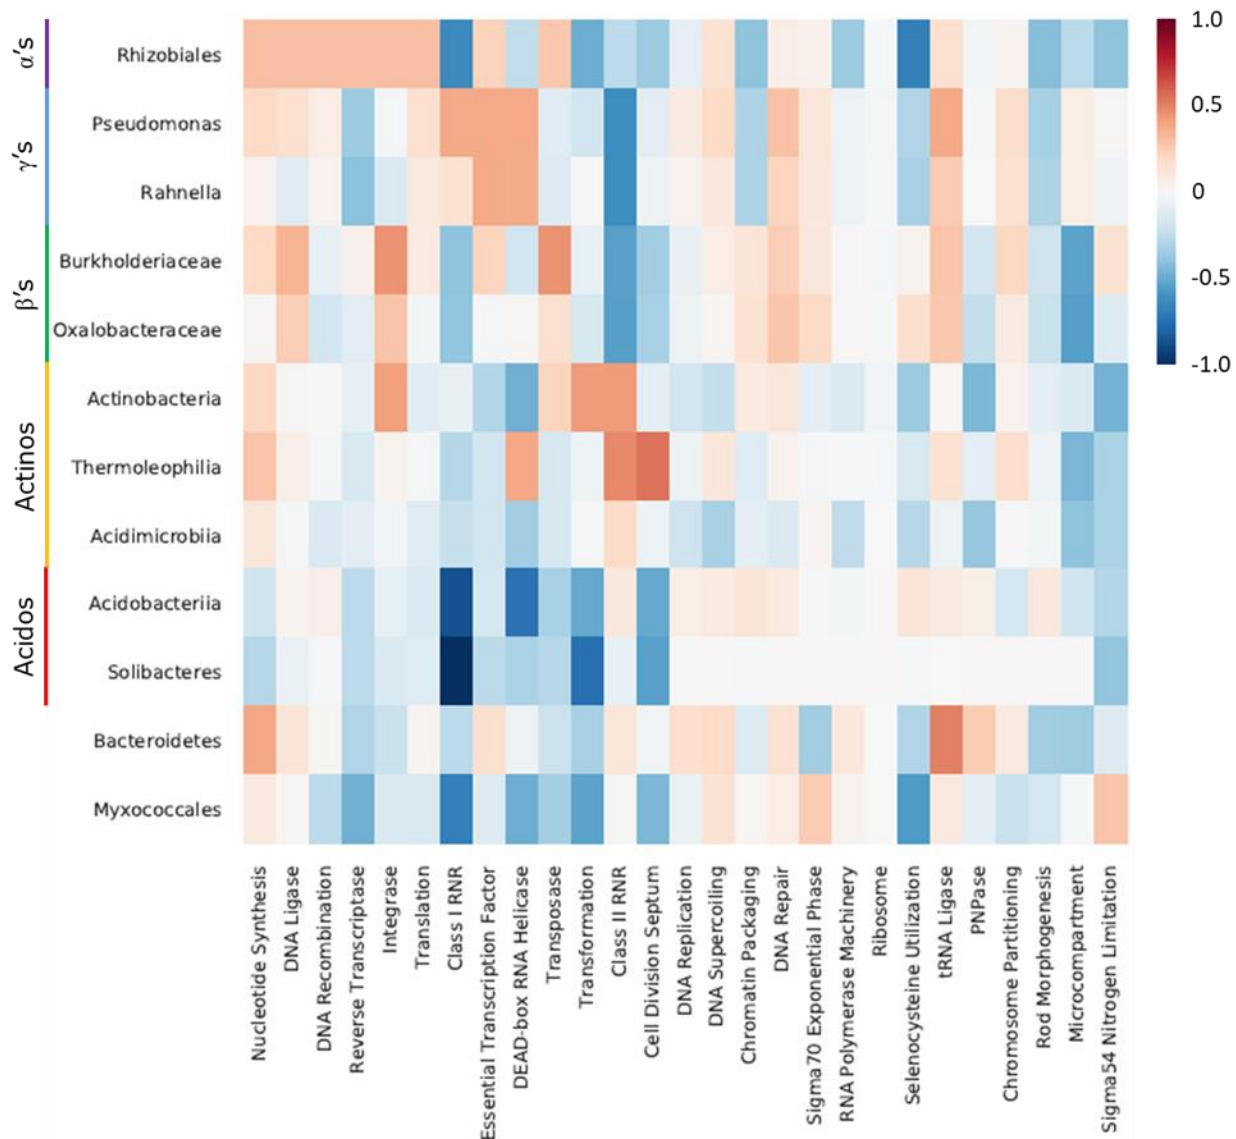 α's
γ's
β's
Actinos
Acidos
Rhizobiales
Pseudomonas
Rahnella
Burkholderiaceae
Oxalobacteraceae
Actinobacteria
Thermoleophilia
Acidimicrobiia
Acidobacteriia
Solibacteres
Bacteroidetes
Myxococcales
1.0
0.5
0
-0.5
-1.0
Nucleotide Synthesis
DNA Ligase
DNA Recombination
Reverse Transcriptase
Integrase
Translation
Class I RNR
Essential Transcription Factor
DEAD-box RNA Helicase
Transposase
Transformation
Class II RNR
Cell Division Septum
DNA Replication
DNA Supercoiling
Chromatin Packaging
DNA Repair
Sigma70 Exponential Phase
RNA Polymerase Machinery
Ribosome
Selenocysteine Utilization
tRNA Ligase
PNPase
Chromosome Partitioning
Rod Morphogenesis
Microcompartment
Sigma54 Nitrogen Limitation